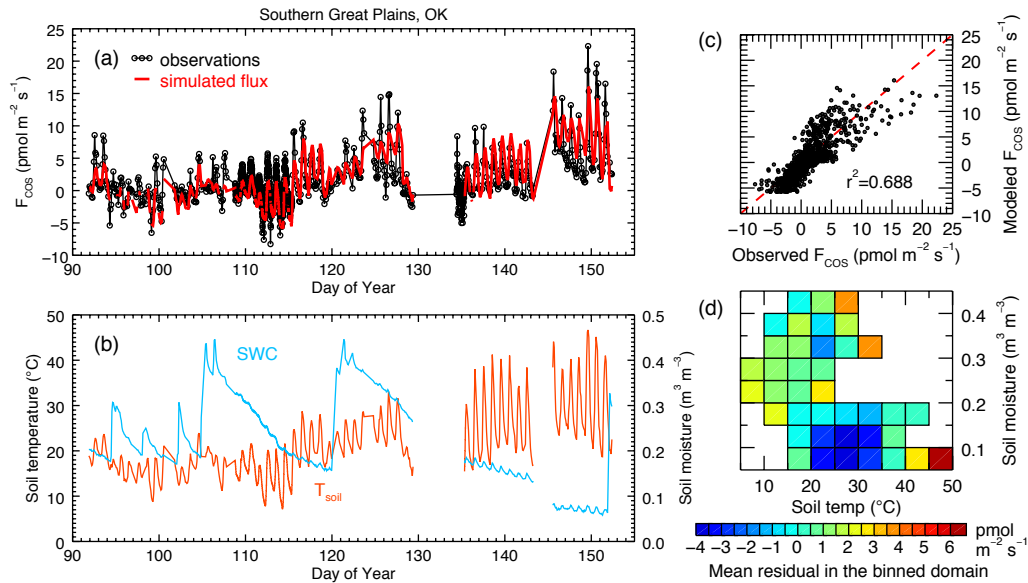 Southern Great Plains, OK
(a)
observations
simulated flux
F_COS (pmol m⁻² s⁻¹)
25
20
15
10
5
0
−5
−10
90 100 110 120 130 140 150
Day of Year
(b)
SWC
T_soil
Soil temperature (°C)
50
40
30
20
10
0
Soil moisture (m³ m⁻³)
0.5
0.4
0.3
0.2
0.1
0.0
90 100 110 120 130 140 150
Day of Year
(c)
r²=0.688
Modeled F_COS (pmol m⁻² s⁻¹)
25
20
15
10
5
0
−5
−10
−10 −5 0 5 10 15 20 25
Observed F_COS (pmol m⁻² s⁻¹)
(d)
Soil moisture (m³ m⁻³)
0.4
0.3
0.2
0.1
10 15 20 25 30 35 40 45 50
Soil temp (°C)
pmol
m⁻² s⁻¹
−4 −3 −2 −1 0 1 2 3 4 5 6
Mean residual in the binned domain